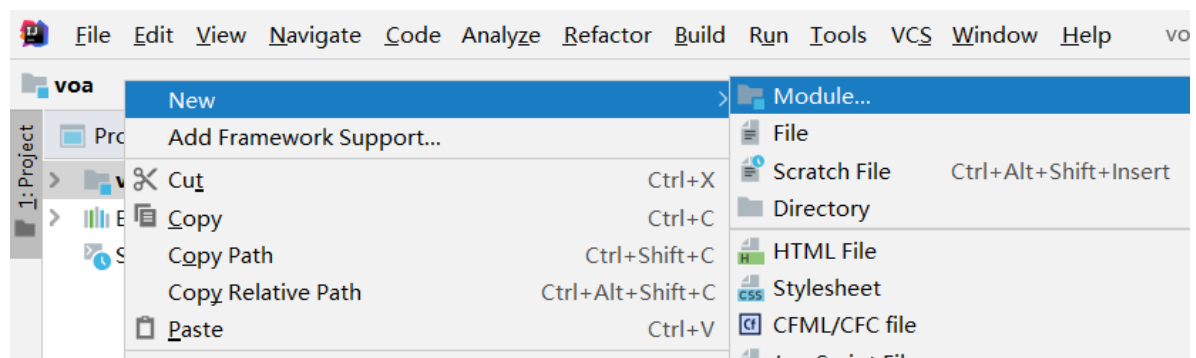 File Edit View Navigate Code Analyze Refactor Build Run Tools VCS Window Help vo
voa
New
Module...
Pro
Add Framework Support...
File
1: Project
Cut Ctrl+X
Scratch File Ctrl+Alt+Shift+Insert
Copy Ctrl+C
Directory
Copy Path Ctrl+Shift+C
HTML File
Copy Relative Path Ctrl+Alt+Shift+C
Stylesheet
Paste Ctrl+V
CFML/CFC file